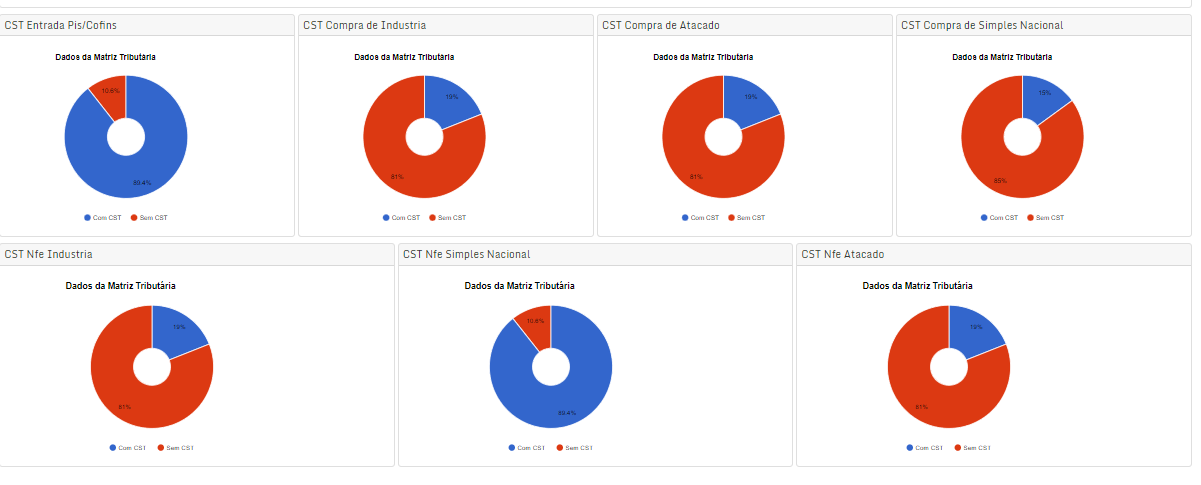 CST Entrada Pis/Cofins
Dados da Matriz Tributária
10.6%
89.4%
Com CST
Sem CST
CST Compra de Industria
Dados da Matriz Tributária
19%
81%
Com CST
Sem CST
CST Compra de Atacado
Dados da Matriz Tributária
19%
81%
Com CST
Sem CST
CST Compra de Simples Nacional
Dados da Matriz Tributária
15%
85%
Com CST
Sem CST
CST Nfe Industria
Dados da Matriz Tributária
19%
81%
Com CST
Sem CST
CST Nfe Simples Nacional
Dados da Matriz Tributária
10.6%
89.4%
Com CST
Sem CST
CST Nfe Atacado
Dados da Matriz Tributária
19%
81%
Com CST
Sem CST